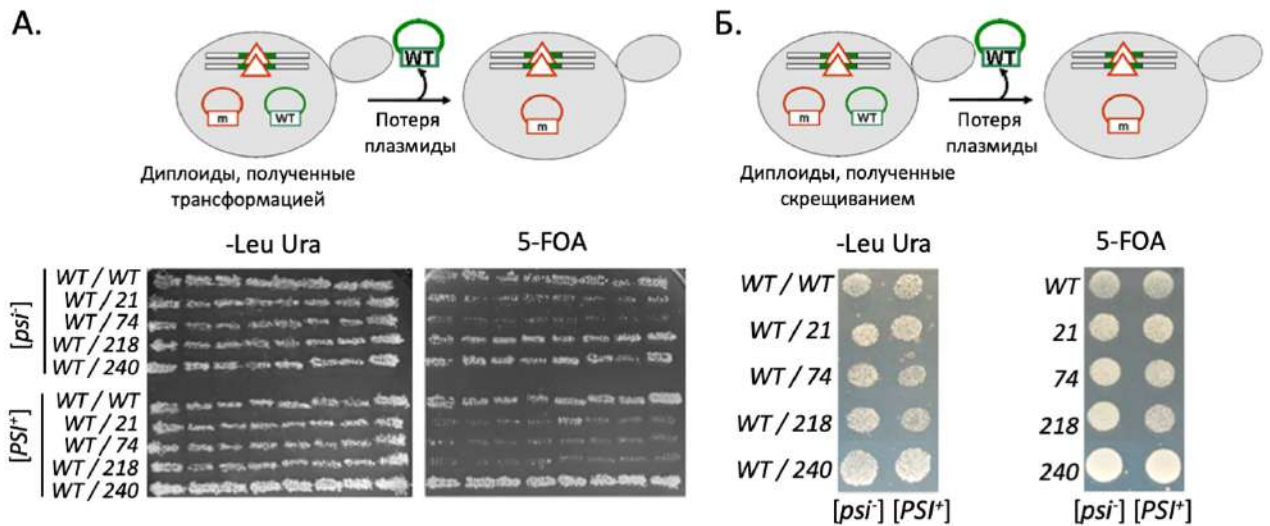 А.
WT
m
WT
Потеря
плазмиды
m
Диплоиды, полученные
трансформацией
-Leu Ura
5-FOA
[psi-]
WT / WT
WT / 21
WT / 74
WT / 218
WT / 240
[PSI+]
WT / WT
WT / 21
WT / 74
WT / 218
WT / 240
Б.
WT
m
WT
Потеря
плазмиды
m
Диплоиды, полученные
скрещиванием
-Leu Ura
5-FOA
WT / WT
WT / 21
WT / 74
WT / 218
WT / 240
[psi-] [PSI+]
WT
21
74
218
240
[psi-] [PSI+]